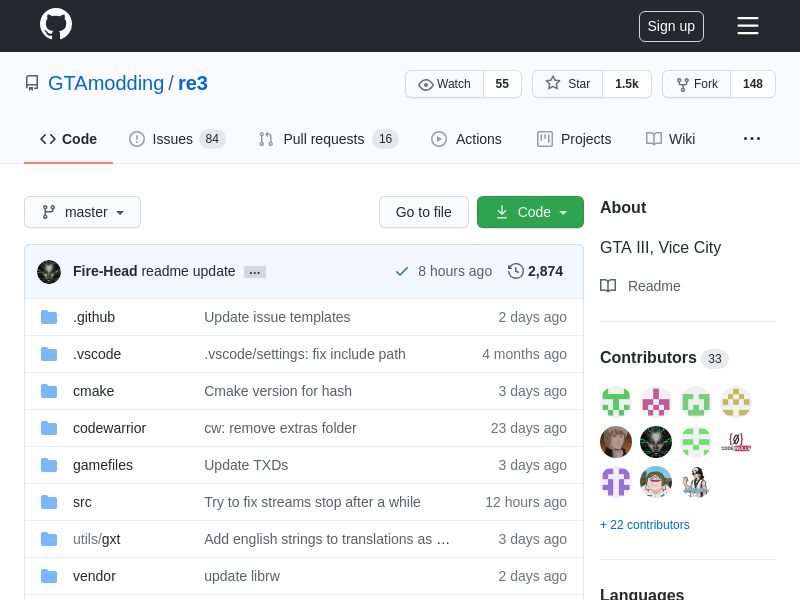 Sign up
GTAmodding / re3
Watch 55 Star 1.5k Fork 148
Code Issues 84 Pull requests 16 Actions Projects Wiki ...
master Go to file Code
Fire-Head readme update ... 8 hours ago 2,874
.github Update issue templates 2 days ago
.vscode .vscode/settings: fix include path 4 months ago
cmake Cmake version for hash 3 days ago
codewarrior cw: remove extras folder 23 days ago
gamefiles Update TXDs 3 days ago
src Try to fix streams stop after a while 12 hours ago
utils/gxt Add english strings to translations as … 3 days ago
vendor update librw 2 days ago
About
GTA III, Vice City
Readme
Contributors 33
{0}
CODENULLS
+ 22 contributors
Languages